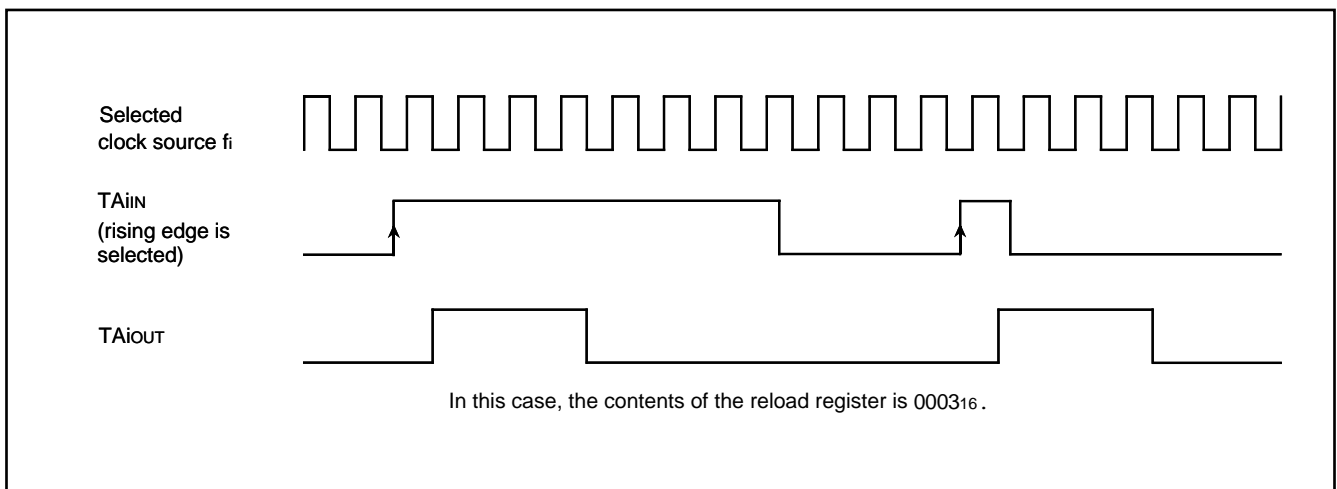 Selected
clock source fi
TAiIN
(rising edge is
selected)
TAiOUT
In this case, the contents of the reload register is 000316.